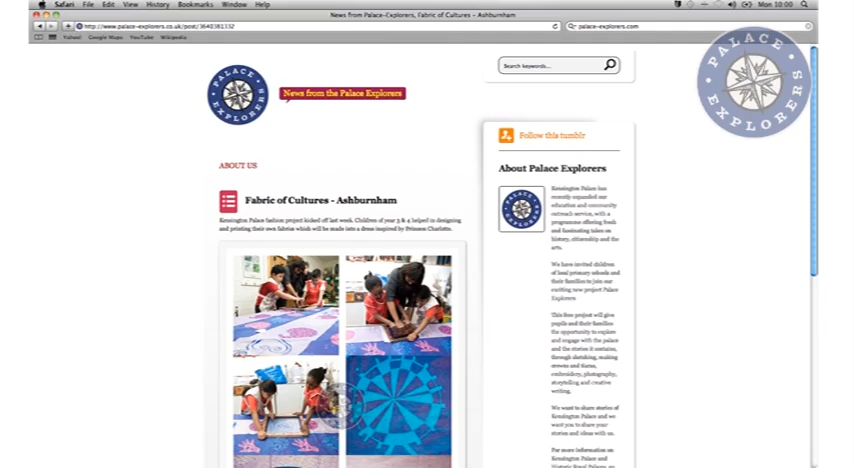 Safari File Edit View History Bookmarks Window Help Mon 10:00
News from Palace-Explorers, Fabric of Cultures - Ashburnham
http://www.palace-explorers.co.uk/post/3640381332
palace-explorers.com
Yahoo! Google Maps YouTube Wikipedia
PALACE
EXPLORERS
Search keywords...
PALACE
EXPLORERS
News from the Palace Explorers
Follow this tumblr
ABOUT US
About Palace Explorers
Fabric of Cultures - Ashburnham
Kensington Palace fashion project kicked off last week. Children of year 3 & 4 helped in designing
and printing their own fabrics which will be made into a dress inspired by Princess Charlotte.
Kensington Palace has
recently expanded our
education and community
outreach service, with a
programme offering fresh
and fascinating takes on
history, citizenship and the
arts.
We have invited children
of local primary schools and
their families to join our
exciting new project Palace
Explorers
This free project will give
pupils and their families
the opportunity to explore
and engage with the palace
and the stories it contains,
through sketching, making
crowns and tiaras,
embroidery, photography,
storytelling and creative
writing.
We want to share stories of
Kensington Palace and we
want you to share your
stories and ideas with us.
For more information on
Kensington Palace and
Historic Royal Palaces, go